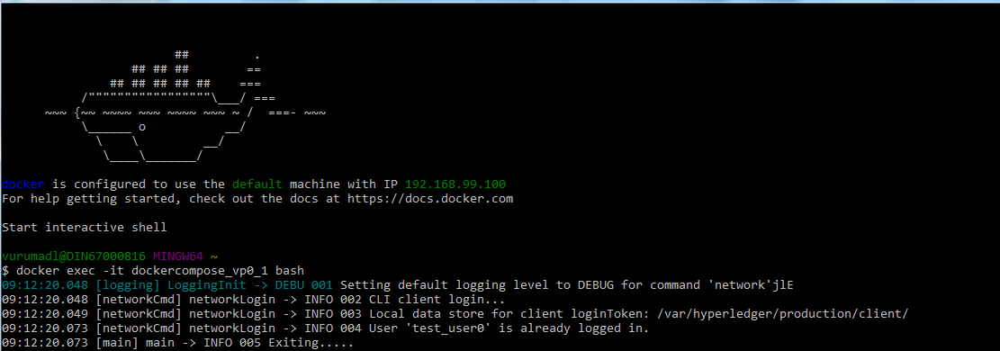 ##         .
                  ## ## ##        ==
               ## ## ## ## ##    ===
           /"""""""""""""""""\___/ ===
      ~~~ {~~ ~~~~ ~~~ ~~~~ ~~~ ~ /  ===- ~~~
           \______ o           __/
             \    \         __/
              \____\_______/
docker is configured to use the default machine with IP 192.168.99.100
For help getting started, check out the docs at https://docs.docker.com
Start interactive shell
vurumadl@DIN67000816 MINGW64 ~
$ docker exec -it dockercompose_vp0_1 bash
09:12:20.048 [logging] LoggingInit -> DEBU 001 Setting default logging level to DEBUG for command 'network'jlE
09:12:20.048 [networkCmd] networkLogin -> INFO 002 CLI client login...
09:12:20.049 [networkCmd] networkLogin -> INFO 003 Local data store for client loginToken: /var/hyperledger/production/client/
09:12:20.073 [networkCmd] networkLogin -> INFO 004 User 'test_user0' is already logged in.
09:12:20.073 [main] main -> INFO 005 Exiting.....